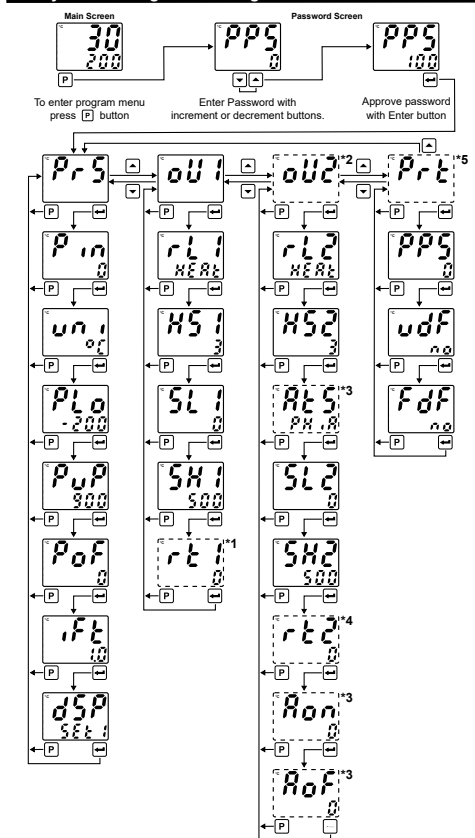 Main Screen
Password Screen
°C
30
200
°C
PPS
0
°C
PPS
100
P
To enter program menu
press P button
Enter Password with
increment or decrement buttons.
Approve password
with Enter button
°C
PrS
°C
oU1
°C
oU2
*2
°C
Prt
*5
P
P
P
P
°C
Pin
0
°C
rL1
HEAt
°C
rL2
HEAt
°C
PPS
0
P
P
P
P
°C
uni
°C
°C
HS1
3
°C
HS2
3
°C
udF
no
P
P
P
P
°C
PLo
-200
°C
SL1
0
°C
AtS
PHiA
*3
°C
FdF
no
P
P
P
P
°C
PuP
900
°C
SH1
500
°C
SL2
0
P
P
P
°C
PoF
0
°C
rt1
0
*1
°C
SH2
500
P
P
P
°C
iFt
1.0
°C
rt2
0
*4
P
P
°C
dSP
SEt1
°C
Aon
0
*3
P
P
°C
AoF
0
*3
P